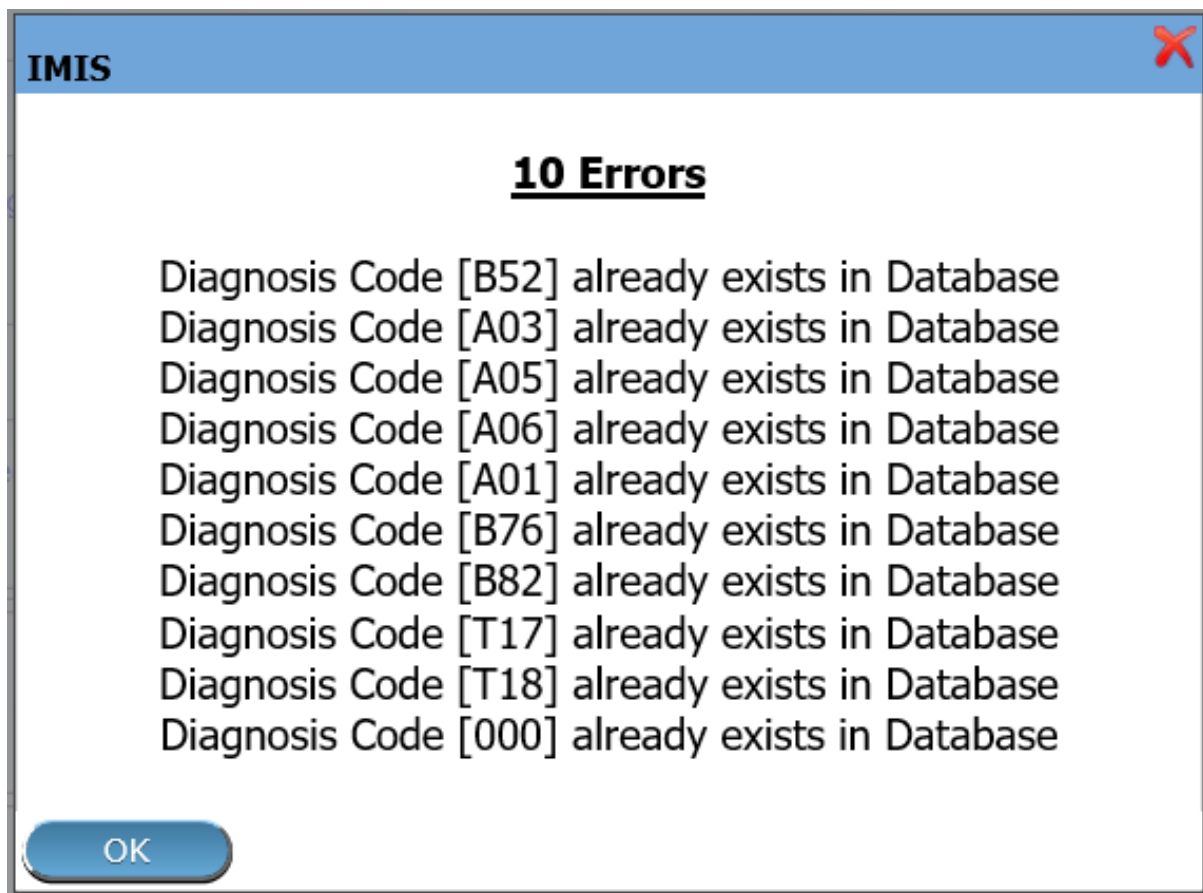 IMIS
10 Errors
Diagnosis Code [B52] already exists in Database
Diagnosis Code [A03] already exists in Database
Diagnosis Code [A05] already exists in Database
Diagnosis Code [A06] already exists in Database
Diagnosis Code [A01] already exists in Database
Diagnosis Code [B76] already exists in Database
Diagnosis Code [B82] already exists in Database
Diagnosis Code [T17] already exists in Database
Diagnosis Code [T18] already exists in Database
Diagnosis Code [000] already exists in Database
OK